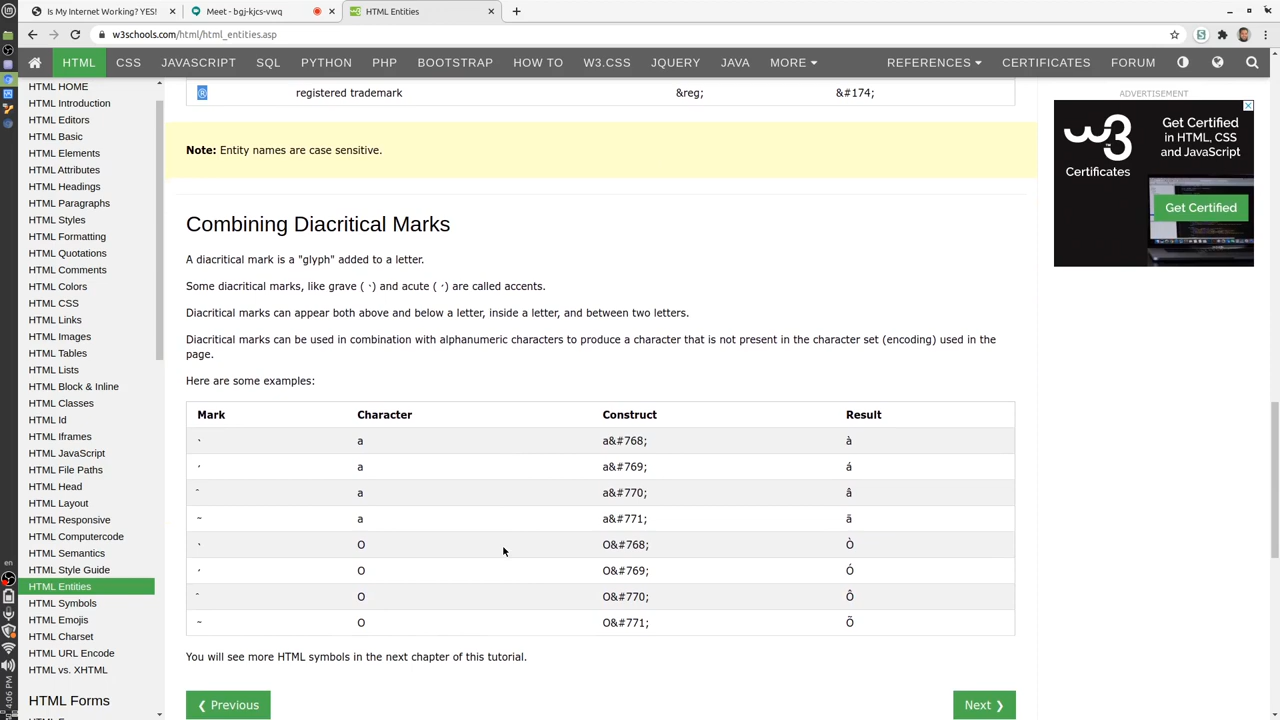 Is My Internet Working? YES!
Meet - bgj-kjcs-vwq
HTML Entities
w3schools.com/html/html_entities.asp
HTML CSS JAVASCRIPT SQL PYTHON PHP BOOTSTRAP HOW TO W3.CSS JQUERY JAVA MORE REFERENCES CERTIFICATES FORUM
HTML HOME
HTML Introduction
HTML Editors
HTML Basic
HTML Elements
HTML Attributes
HTML Headings
HTML Paragraphs
HTML Styles
HTML Formatting
HTML Quotations
HTML Comments
HTML Colors
HTML CSS
HTML Links
HTML Images
HTML Tables
HTML Lists
HTML Block & Inline
HTML Classes
HTML Id
HTML Iframes
HTML JavaScript
HTML File Paths
HTML Head
HTML Layout
HTML Responsive
HTML Computercode
HTML Semantics
HTML Style Guide
HTML Entities
HTML Symbols
HTML Emojis
HTML Charset
HTML URL Encode
HTML vs. XHTML
HTML Forms
® registered trademark &reg; &#174;
Note: Entity names are case sensitive.
Combining Diacritical Marks
A diacritical mark is a "glyph" added to a letter.
Some diacritical marks, like grave ( ̀) and acute ( ́) are called accents.
Diacritical marks can appear both above and below a letter, inside a letter, and between two letters.
Diacritical marks can be used in combination with alphanumeric characters to produce a character that is not present in the character set (encoding) used in the
page.
Here are some examples:
Mark Character Construct Result
 ̀ a a&#768; à
 ́ a a&#769; á
 ̂ a a&#770; â
 ̃ a a&#771; ã
 ̀ O O&#768; Ò
 ́ O O&#769; Ó
 ̂ O O&#770; Ô
 ̃ O O&#771; Õ
You will see more HTML symbols in the next chapter of this tutorial.
❮ Previous
Next ❯
ADVERTISEMENT
w3
Certificates
Get Certified
in HTML, CSS
and JavaScript
Get Certified
en
4:06 PM